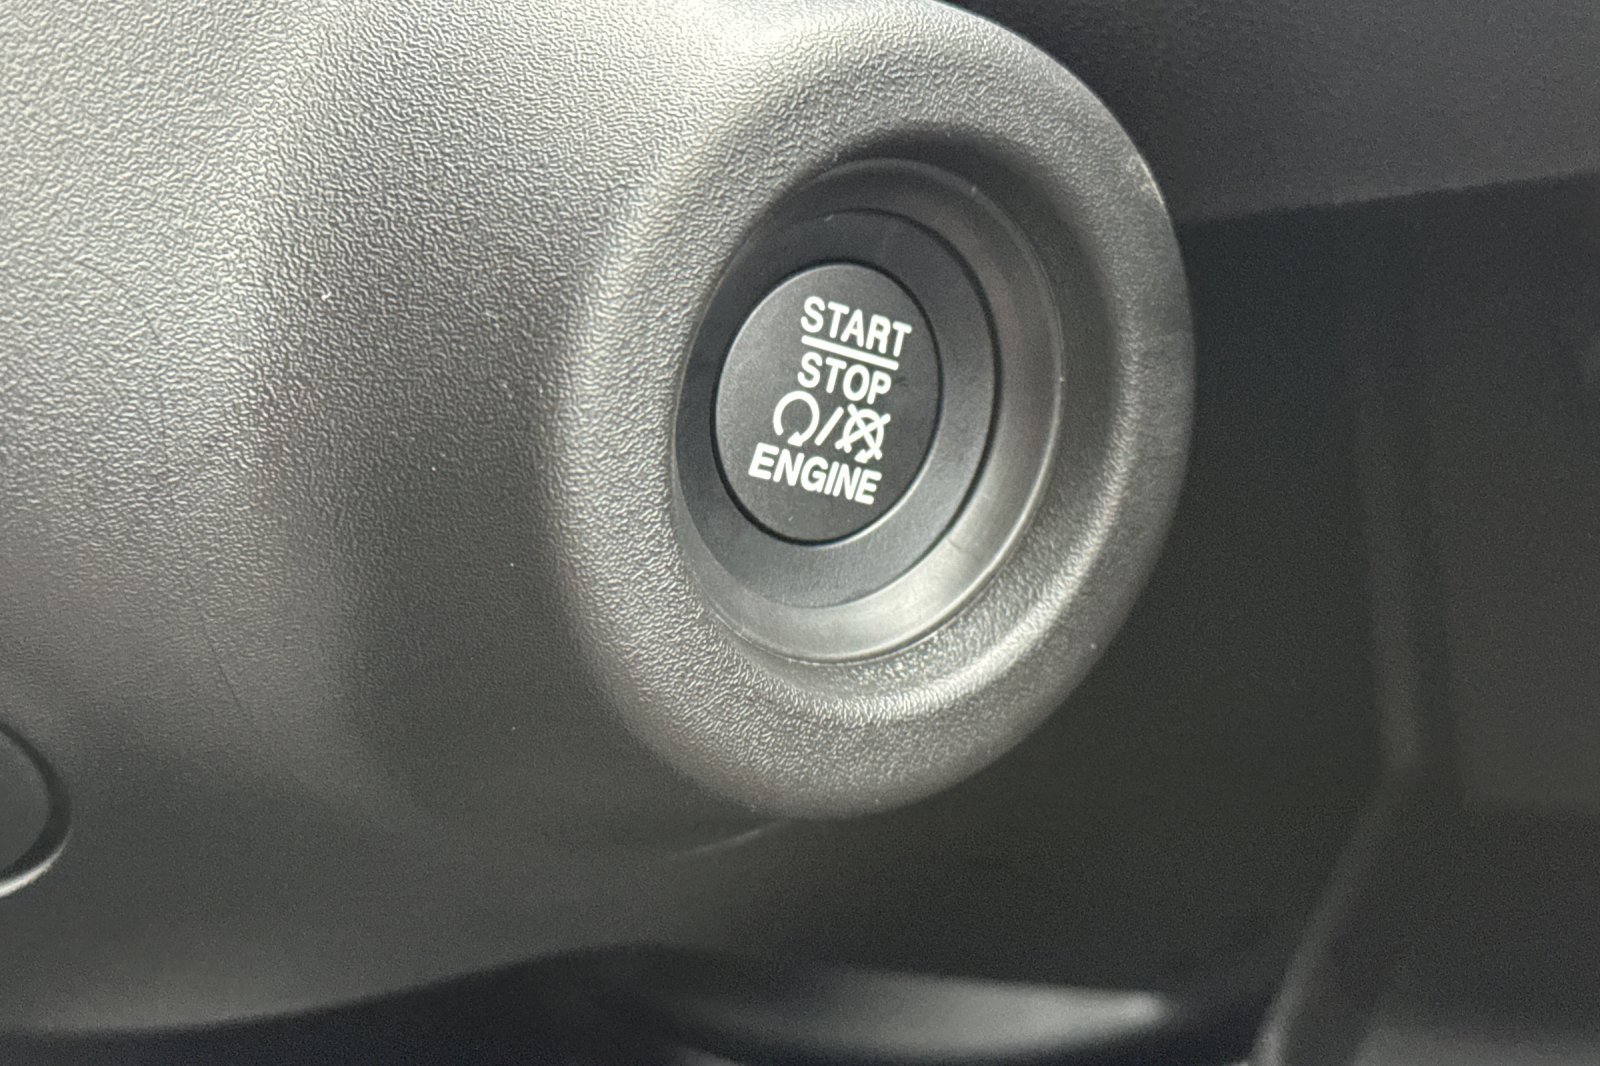 START
STOP
/
ENGINE